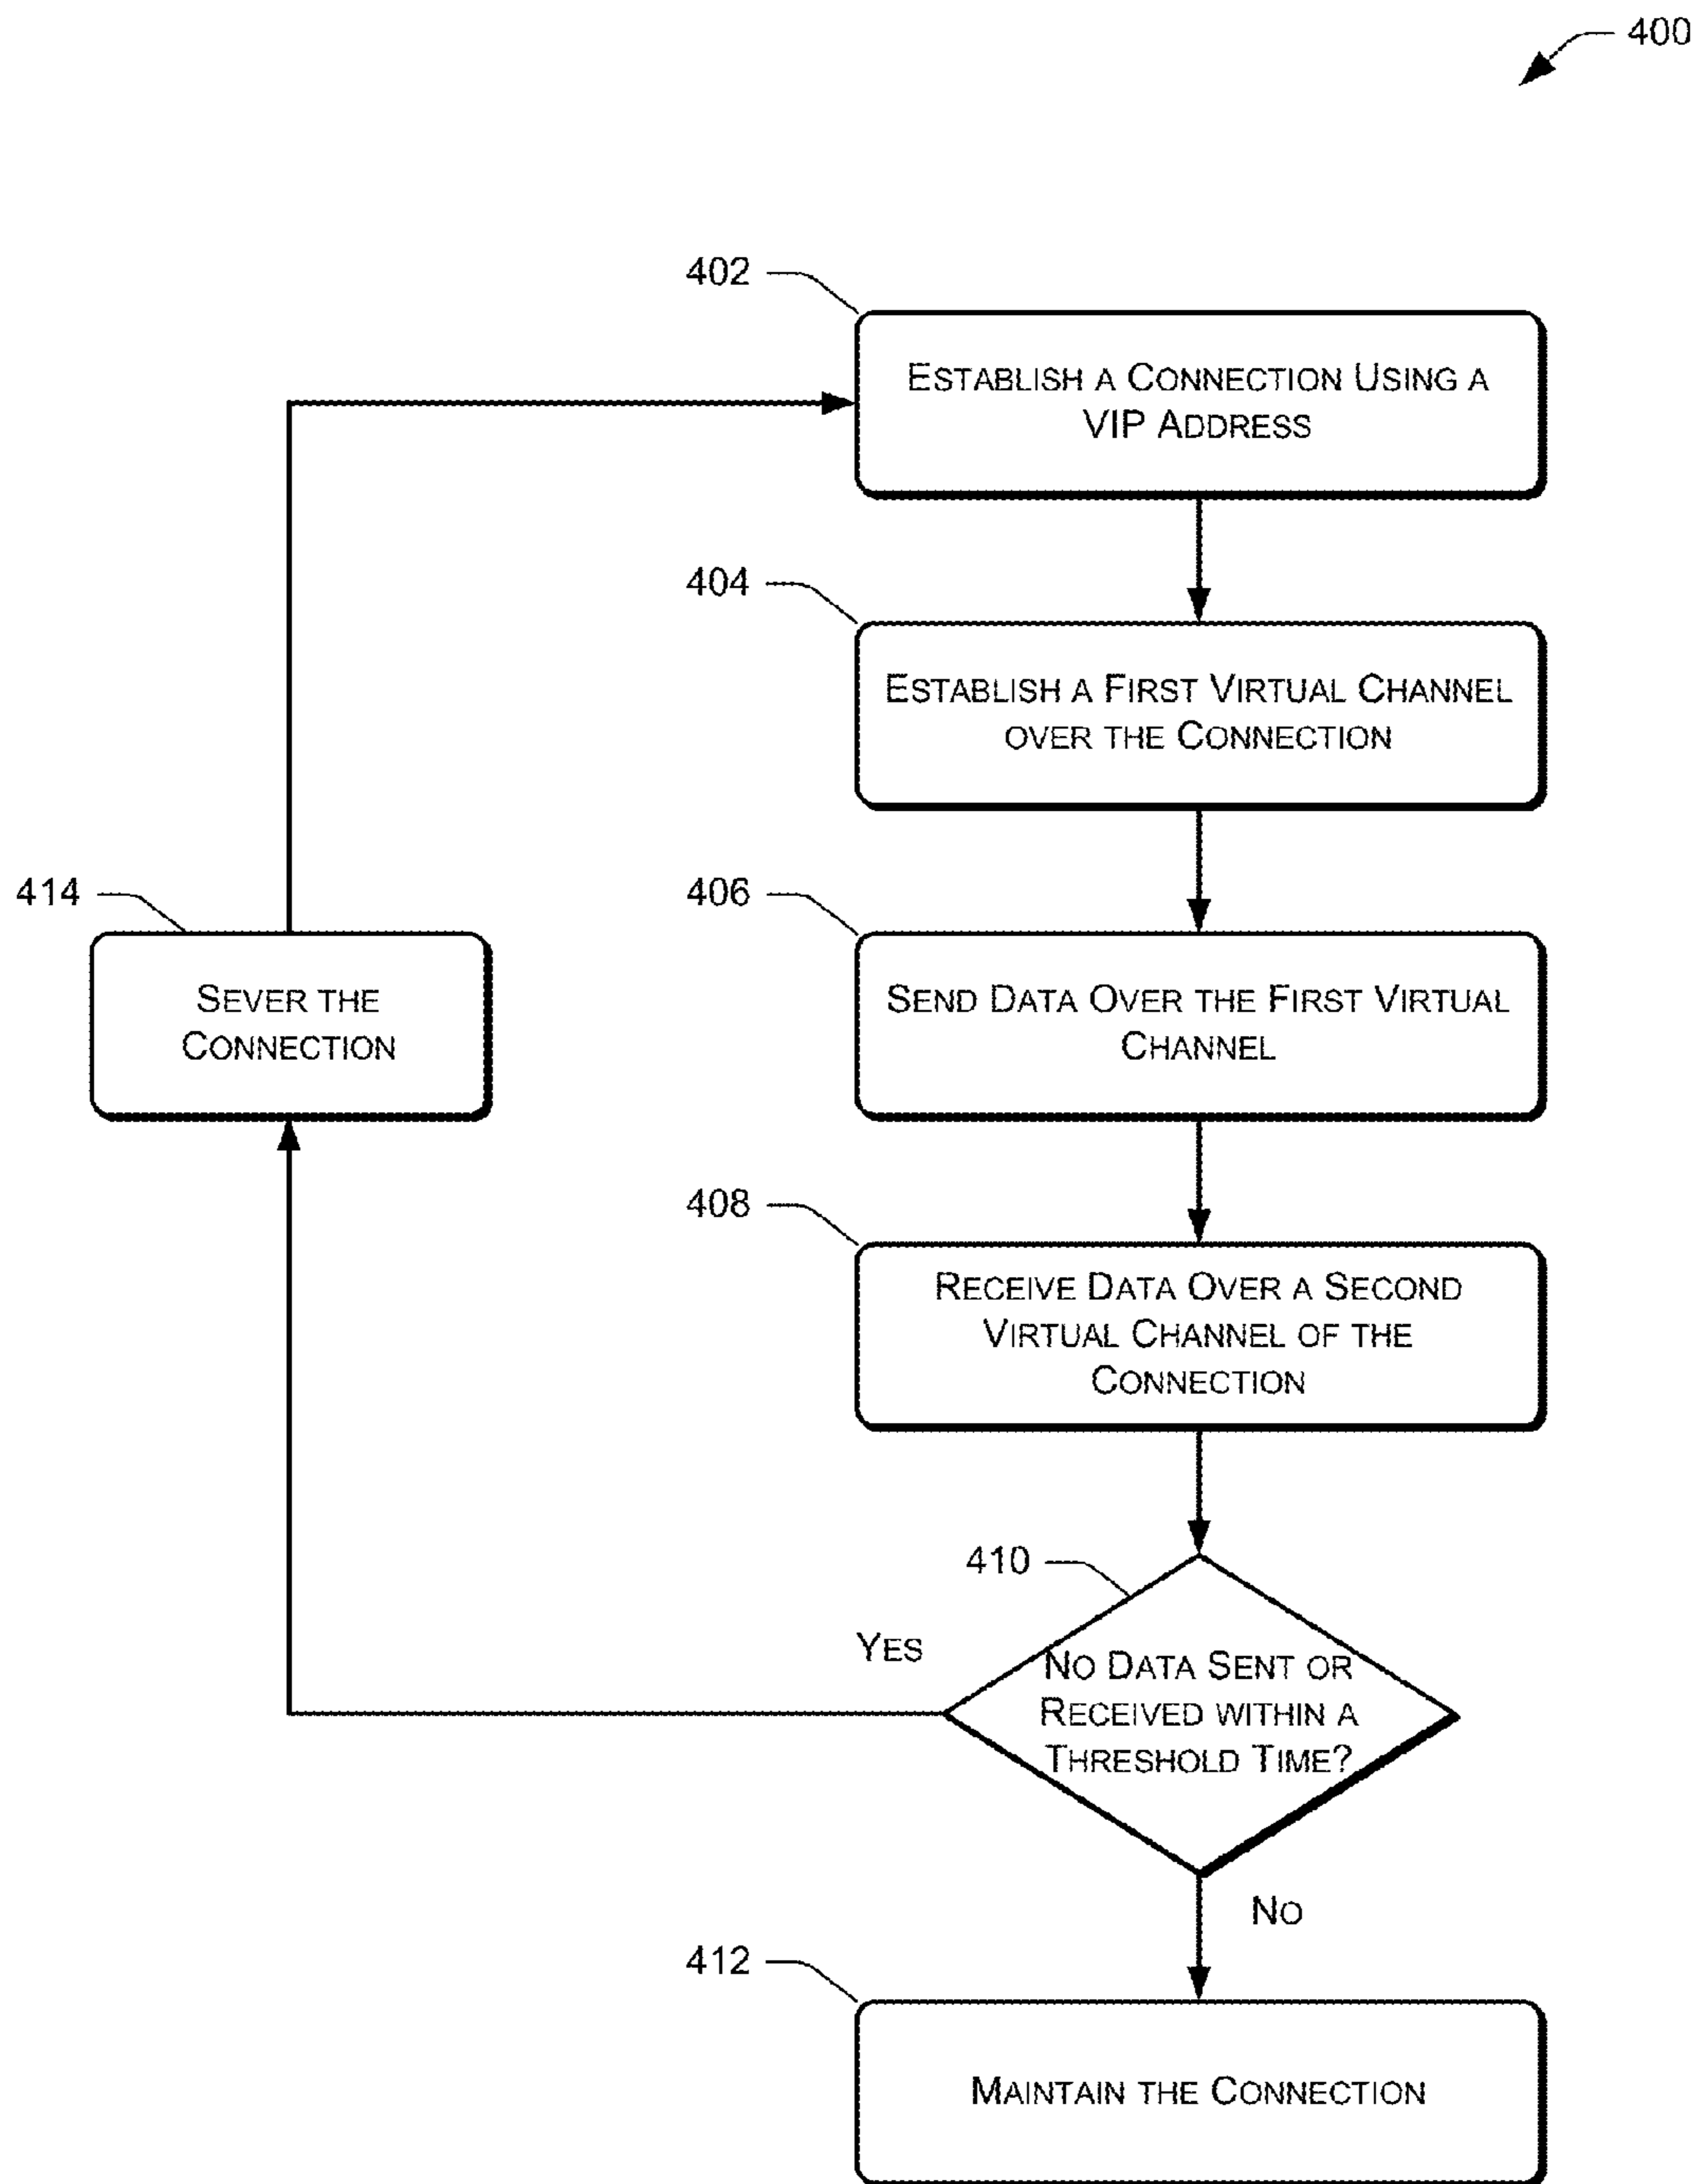 400
402
ESTABLISH A CONNECTION USING A
VIP ADDRESS
404
ESTABLISH A FIRST VIRTUAL CHANNEL
OVER THE CONNECTION
414
SEVER THE
CONNECTION
406
SEND DATA OVER THE FIRST VIRTUAL
CHANNEL
408
RECEIVE DATA OVER A SECOND
VIRTUAL CHANNEL OF THE
CONNECTION
410
YES
NO DATA SENT OR
RECEIVED WITHIN A
THRESHOLD TIME?
NO
412
MAINTAIN THE CONNECTION